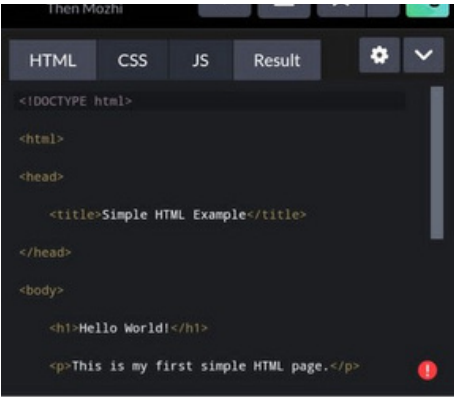 Then Mozhi
HTML CSS JS Result
<!DOCTYPE html>
<html>
<head>
<title>Simple HTML Example</title>
</head>
<body>
<h1>Hello World!</h1>
<p>This is my first simple HTML page.</p>